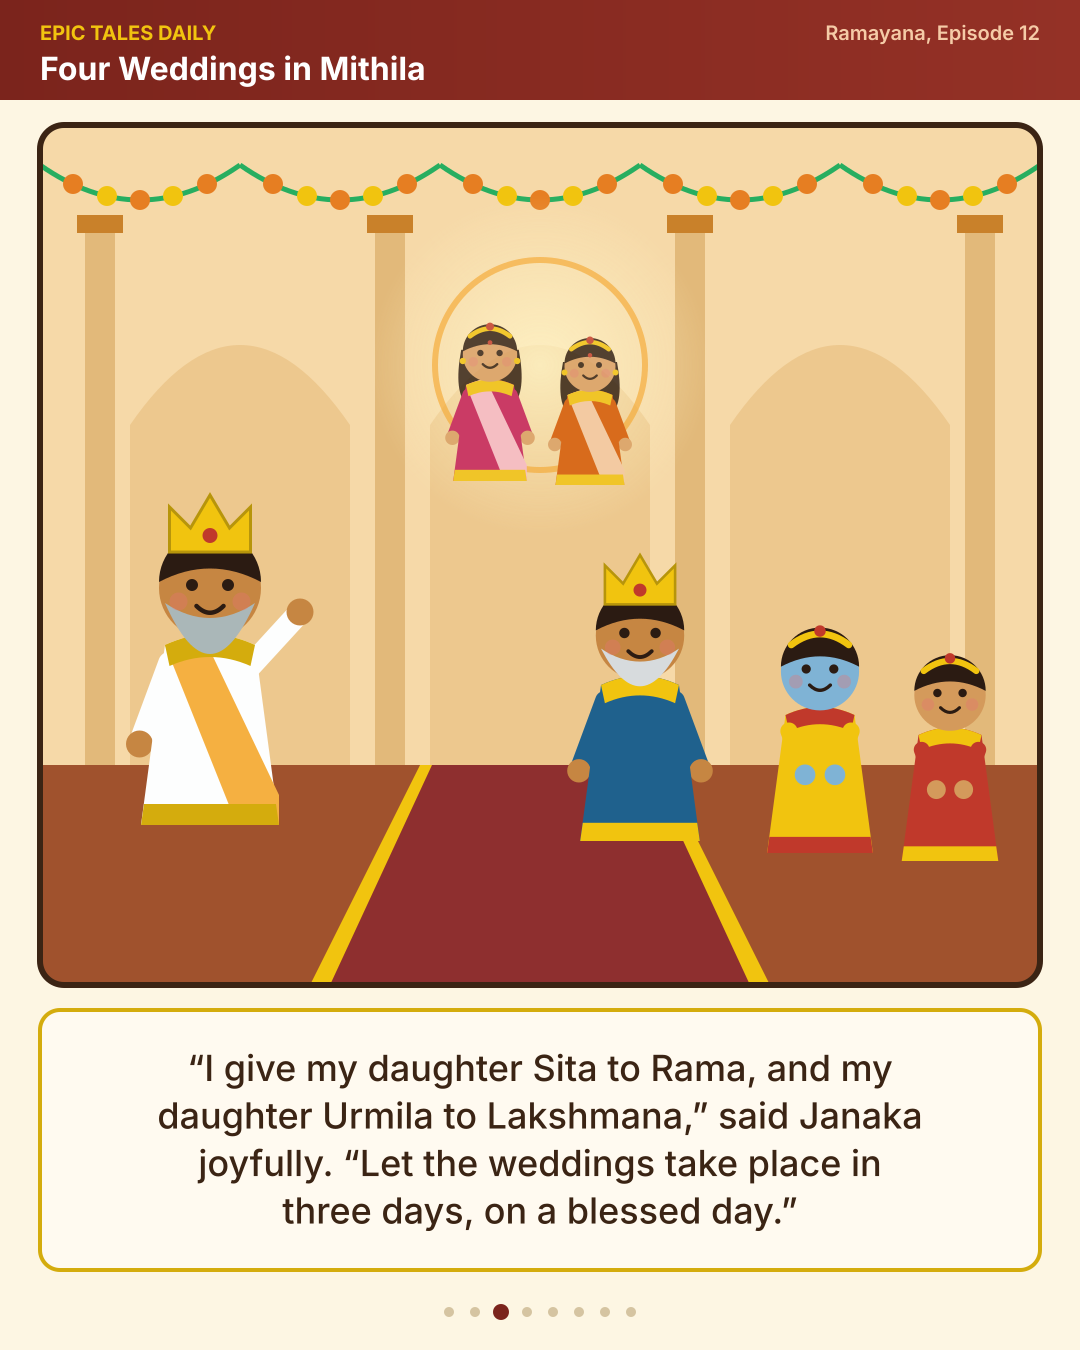 EPIC TALES DAILY
Ramayana, Episode 12
Four Weddings in Mithila
“I give my daughter Sita to Rama, and my
daughter Urmila to Lakshmana,” said Janaka
joyfully. “Let the weddings take place in
three days, on a blessed day.”